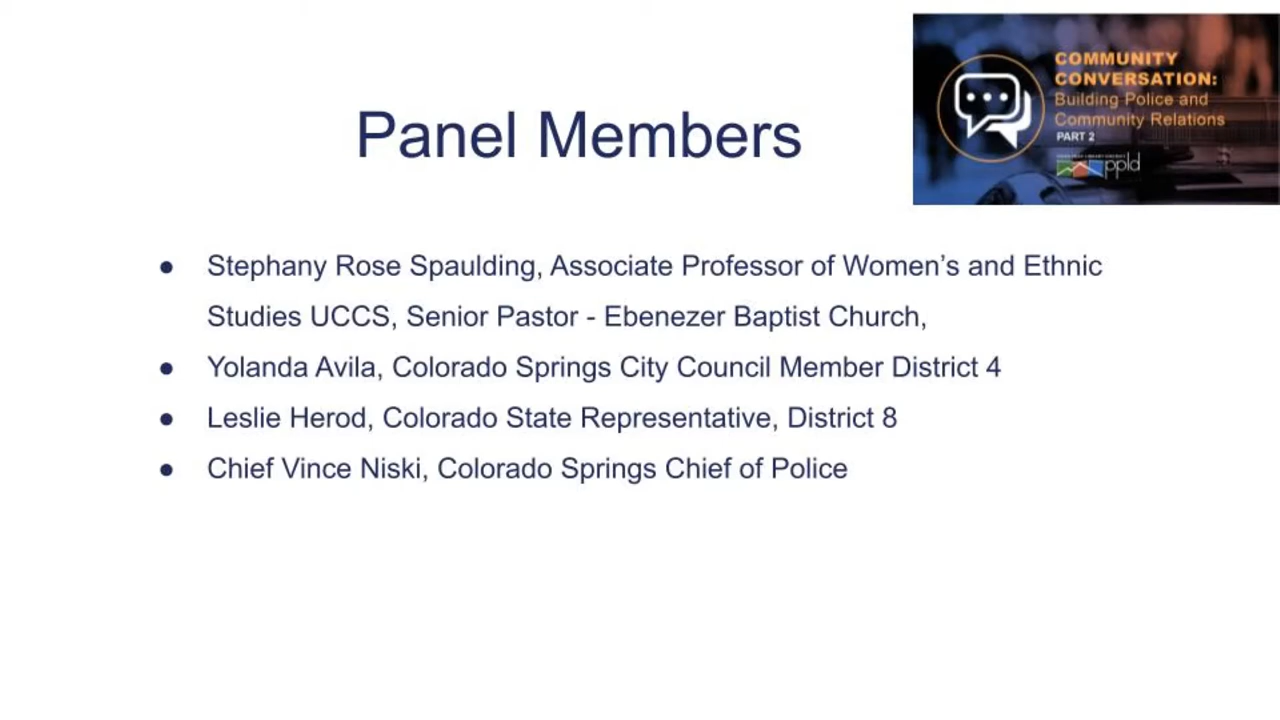 COMMUNITY
CONVERSATION:
Building Police and
Community Relations
PART 2
ppld
Panel Members
● Stephany Rose Spaulding, Associate Professor of Women’s and Ethnic
Studies UCCS, Senior Pastor - Ebenezer Baptist Church,
● Yolanda Avila, Colorado Springs City Council Member District 4
● Leslie Herod, Colorado State Representative, District 8
● Chief Vince Niski, Colorado Springs Chief of Police